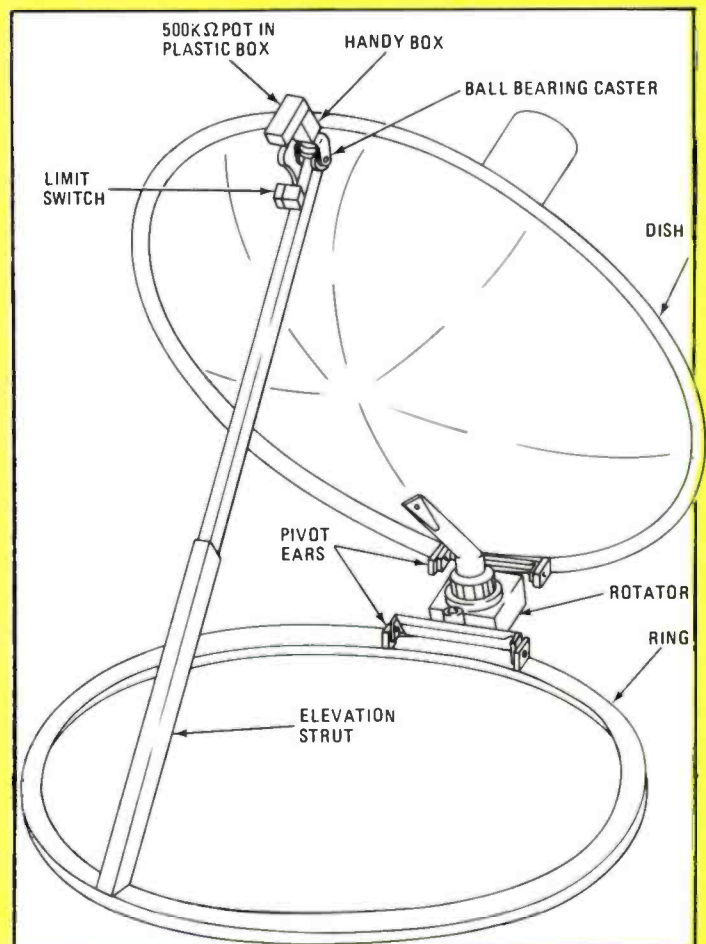 500KΩ POT IN
PLASTIC BOX
HANDY BOX
BALL BEARING CASTER
LIMIT
SWITCH
DISH
PIVOT
EARS
ROTATOR
RING
ELEVATION
STRUT